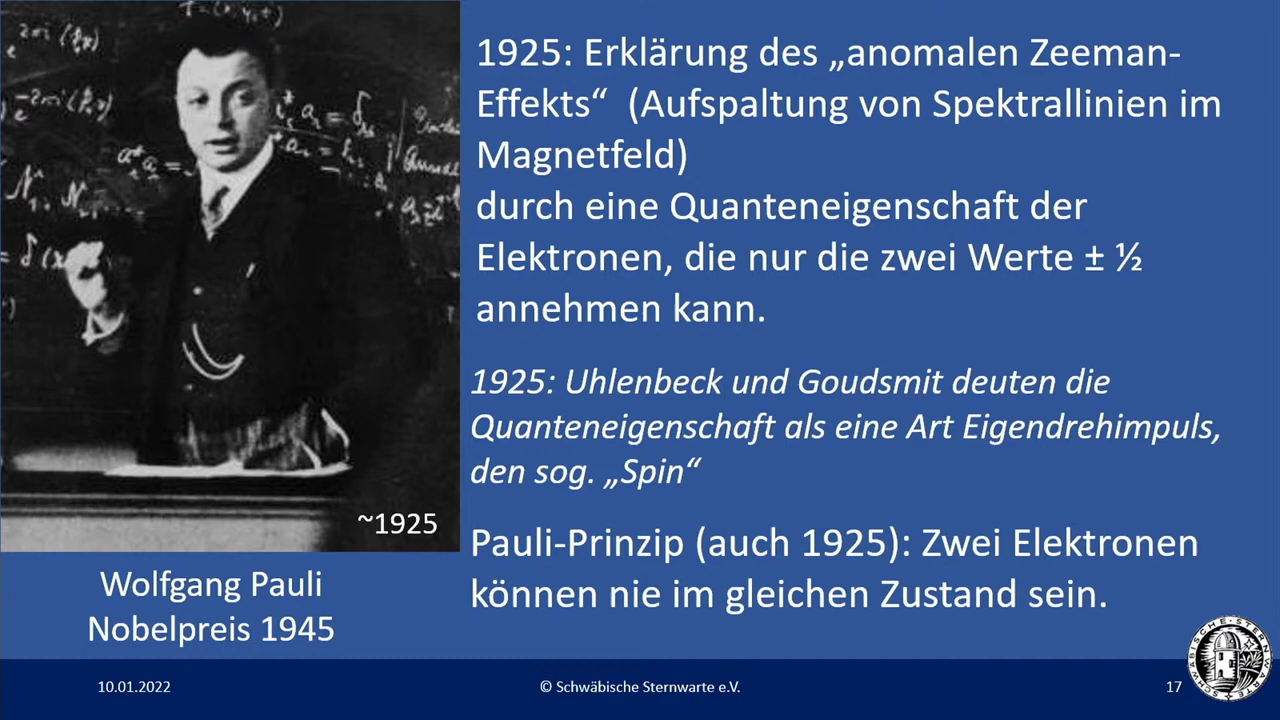 1925: Erklärung des „anomalen Zeeman-
Effekts“ (Aufspaltung von Spektrallinien im
Magnetfeld)
durch eine Quanteneigenschaft der
Elektronen, die nur die zwei Werte ± ½
annehmen kann.
1925: Uhlenbeck und Goudsmit deuten die
Quanteneigenschaft als eine Art Eigendrehimpuls,
den sog. „Spin“
Pauli-Prinzip (auch 1925): Zwei Elektronen
können nie im gleichen Zustand sein.
~1925
Wolfgang Pauli
Nobelpreis 1945
10.01.2022
© Schwäbische Sternwarte e.V.
17
SCHWÄBISCHE·STERNWARTE